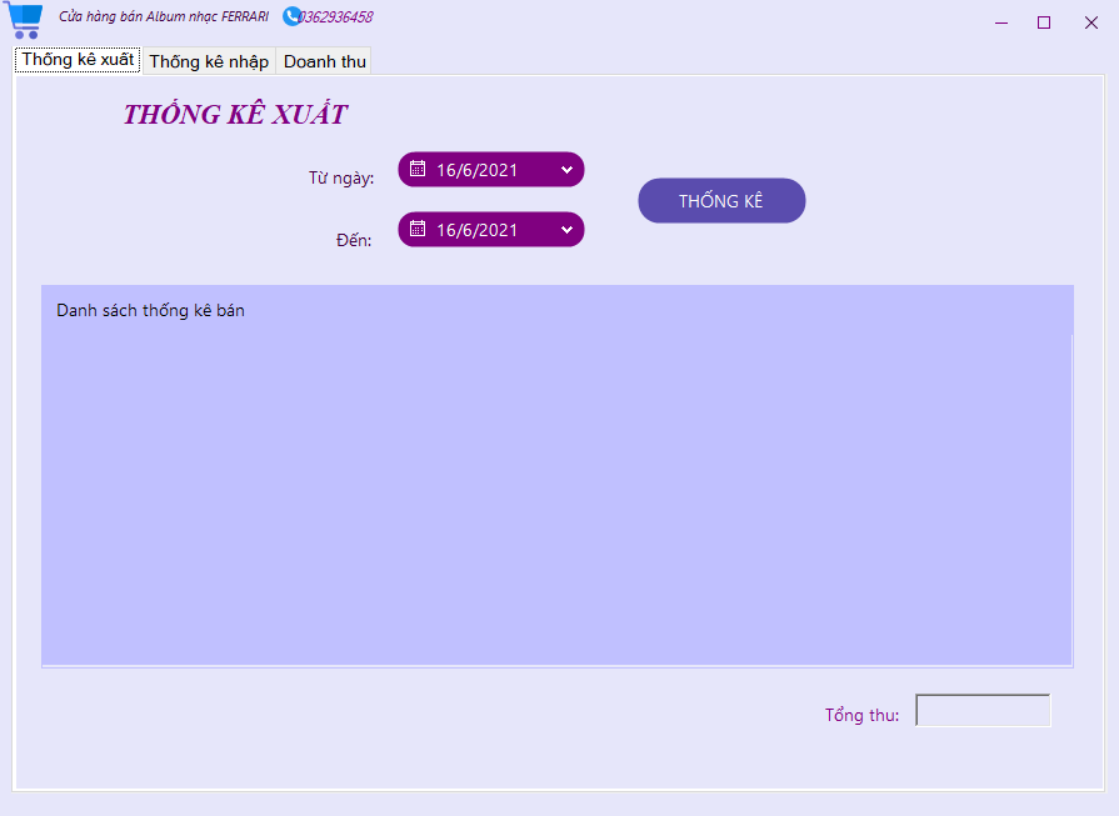 Cửa hàng bán Album nhạc FERRARI 0362936458
Thống kê xuất Thống kê nhập Doanh thu
THỐNG KÊ XUẤT
Từ ngày: 16/6/2021
THỐNG KÊ
Đến: 16/6/2021
Danh sách thống kê bán
Tổng thu: